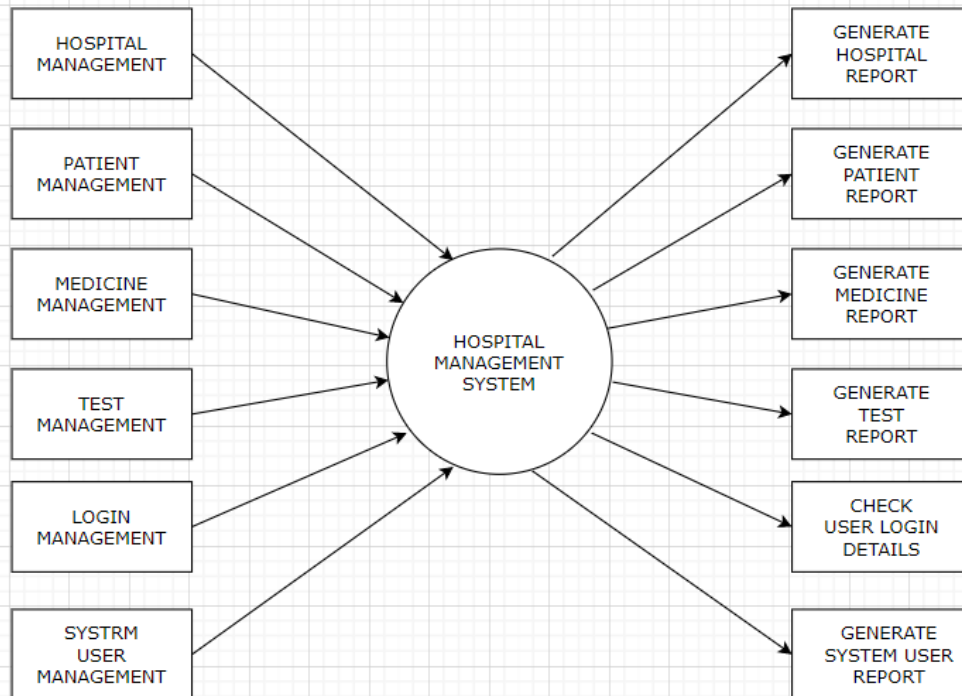 HOSPITAL
MANAGEMENT
PATIENT
MANAGEMENT
MEDICINE
MANAGEMENT
TEST
MANAGEMENT
LOGIN
MANAGEMENT
SYSTRM
USER
MANAGEMENT
HOSPITAL
MANAGEMENT
SYSTEM
GENERATE
HOSPITAL
REPORT
GENERATE
PATIENT
REPORT
GENERATE
MEDICINE
REPORT
GENERATE
TEST
REPORT
CHECK
USER LOGIN
DETAILS
GENERATE
SYSTEM USER
REPORT